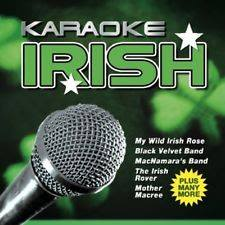 KARAOKE
IRISH
My Wild Irish Rose
Black Velvet Band
MacNamara's Band
The Irish
Rover
Mother
Macree
PLUS
MANY
MORE